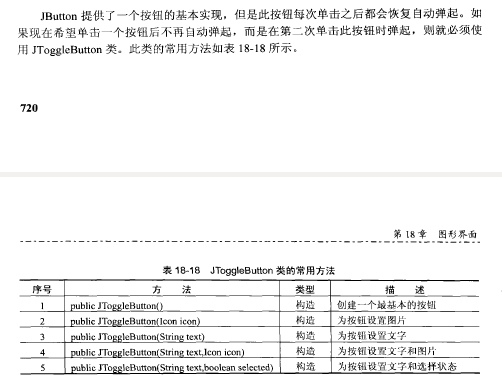 JButton 提供了一个按钮的基本实现，但是此按钮每次单击之后都会恢复自动弹起。如
果现在希望单击一个按钮后不再自动弹起，而是在第二次单击此按钮时弹起，则就必须使
用 JToggleButton 类。此类的常用方法如表 18-18 所示。
720
第 18 章 图形界面
表 18-18 JToggleButton 类的常用方法
序号 方 法 类型 描 述
1 public JToggleButton() 构造 创建一个最基本的按钮
2 public JToggleButton(Icon icon) 构造 为按钮设置图片
3 public JToggleButton(String text) 构造 为按钮设置文字
4 public JToggleButton(String text,Icon icon) 构造 为按钮设置文字和图片
5 public JToggleButton(String text,boolean selected) 构造 为按钮设置文字和选择状态